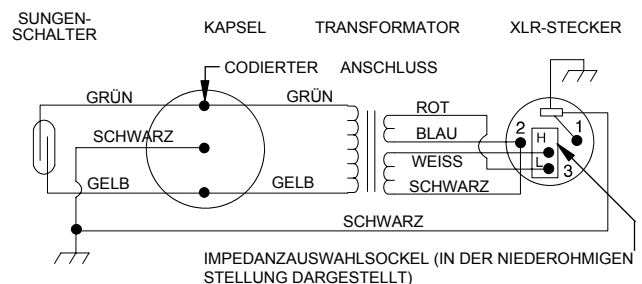 SUNGEN-
SCHALTER
KAPSEL
TRANSFORMATOR
XLR-STECKER
CODIERTER ANSCHLUSS
GRÜN
GRÜN
ROT
BLAU
SCHWARZ
WEISS
GELB
GELB
SCHWARZ
2
H
L
1
3
SCHWARZ
IMPEDANZAUSWAHLSOCKEL (IN DER NIEDEROHMIGEN
STELLUNG DARGESTELLT)